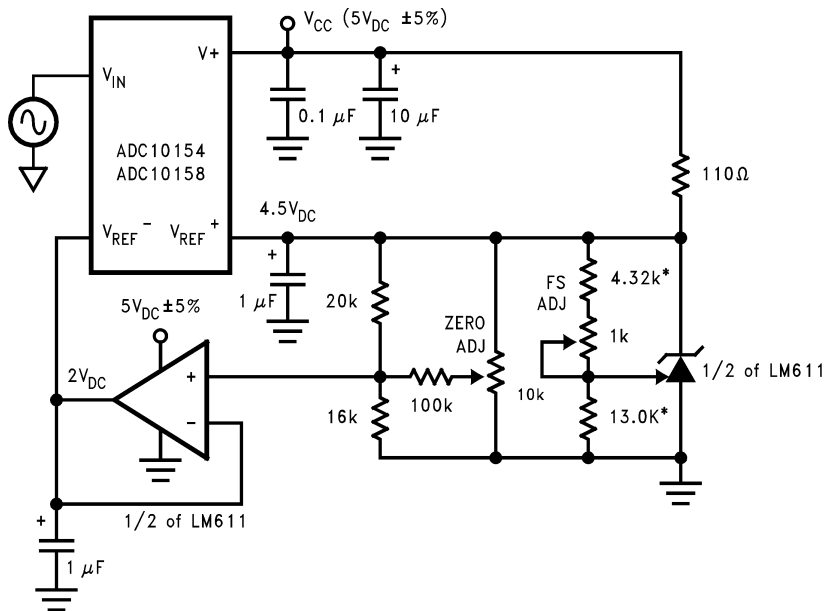 V_CC (5V_DC ±5%)
V+
V_IN
0.1 µF
10 µF
ADC10154
ADC10158
110Ω
4.5V_DC
V_REF^-
V_REF^+
1 µF
20k
FS
ADJ
4.32k*
5V_DC ±5%
ZERO
ADJ
1k
2V_DC
+
-
100k
10k
1/2 of LM611
16k
13.0K*
+
+
+
1/2 of LM611
1 µF